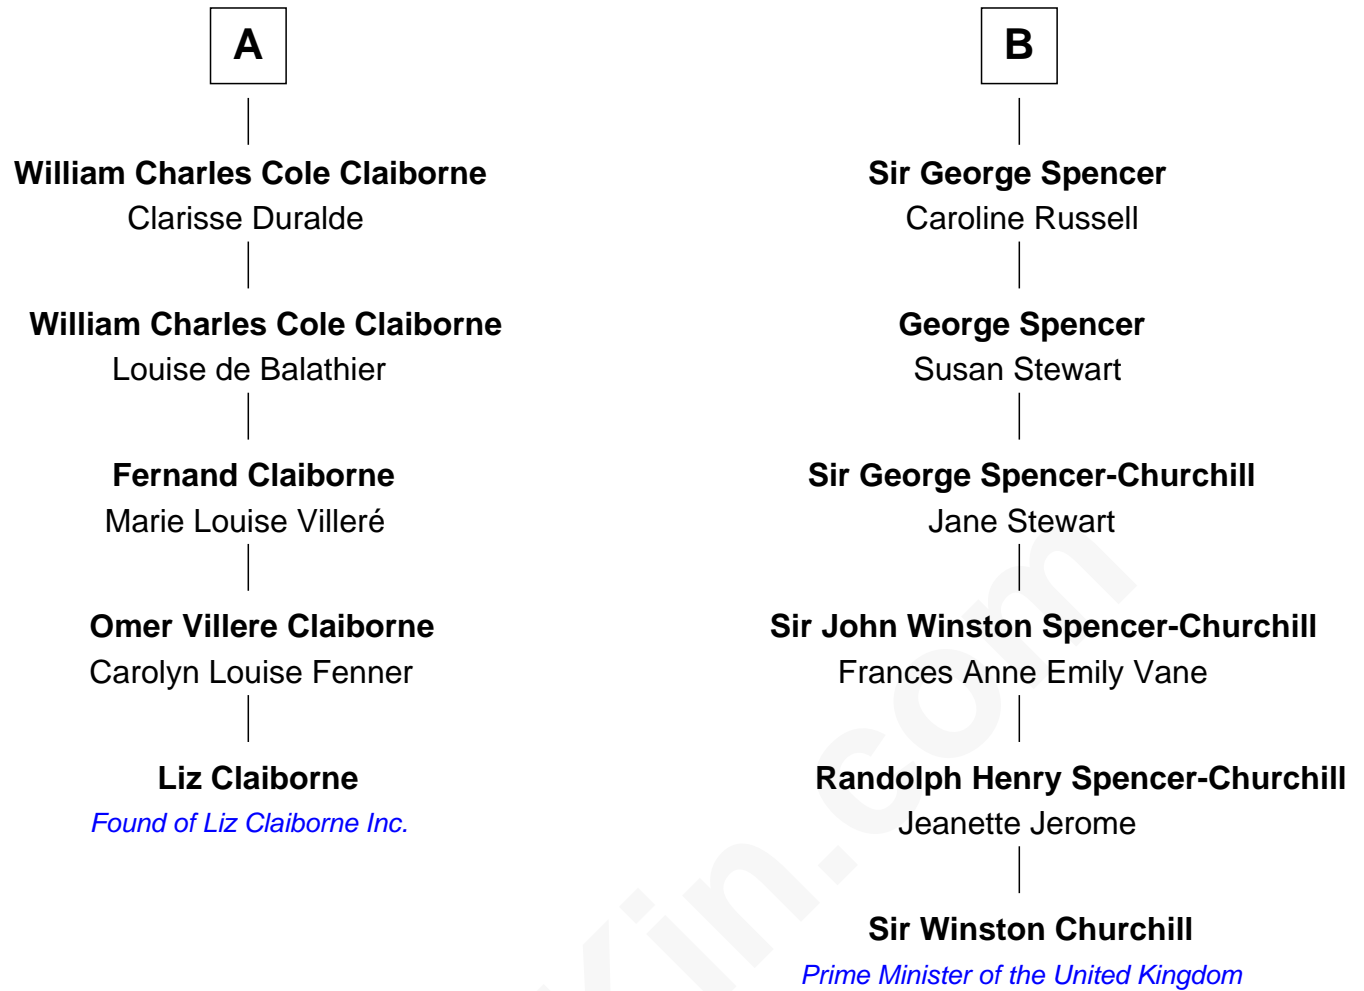 A
William Charles Cole Claiborne
Clarisse Duralde
William Charles Cole Claiborne
Louise de Balathier
Fernand Claiborne
Marie Louise Villeré
Omer Villere Claiborne
Carolyn Louise Fenner
Liz Claiborne
Found of Liz Claiborne Inc.
B
Sir George Spencer
Caroline Russell
George Spencer
Susan Stewart
Sir George Spencer-Churchill
Jane Stewart
Sir John Winston Spencer-Churchill
Frances Anne Emily Vane
Randolph Henry Spencer-Churchill
Jeanette Jerome
Sir Winston Churchill
Prime Minister of the United Kingdom
Kin.com